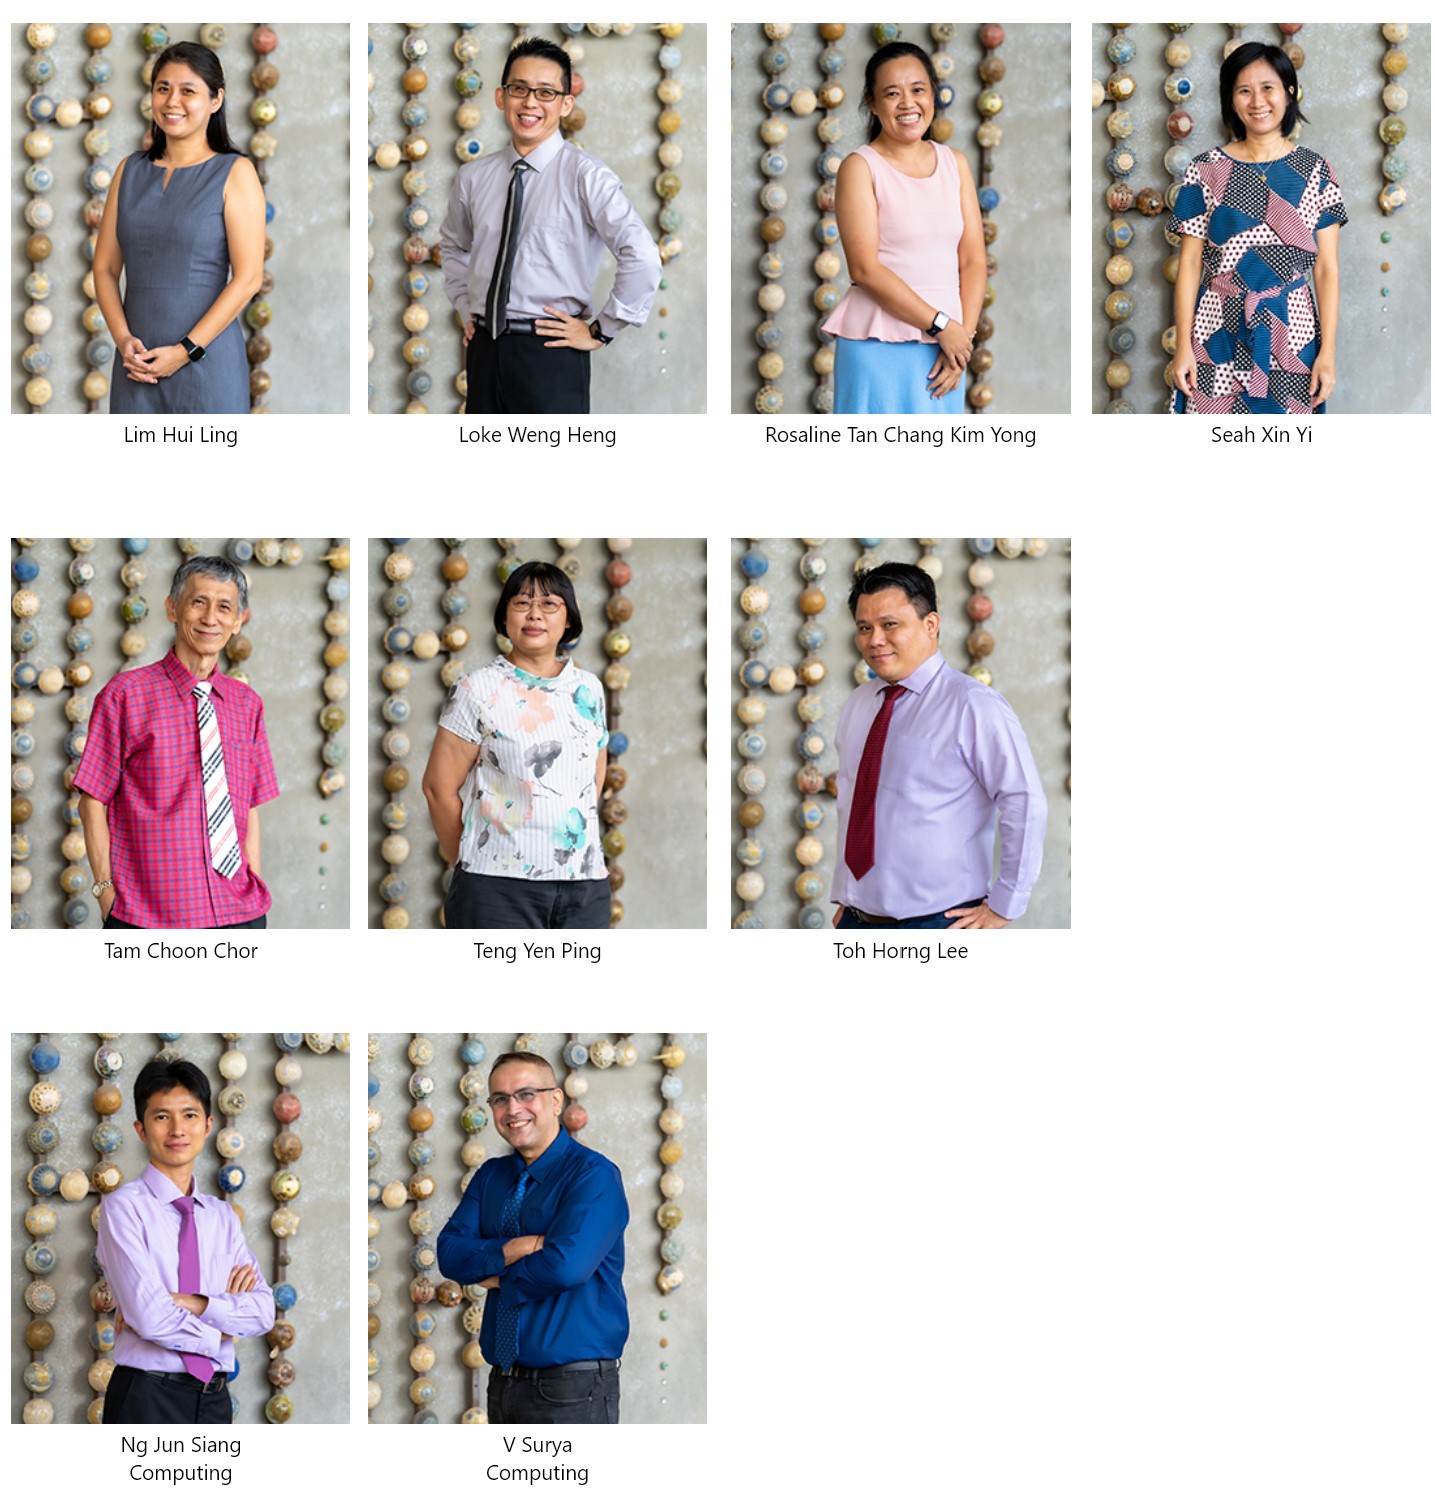 Lim Hui Ling
Loke Weng Heng
Rosaline Tan Chang Kim Yong
Seah Xin Yi
Tam Choon Chor
Teng Yen Ping
Toh Horng Lee
Ng Jun Siang
Computing
V Surya
Computing